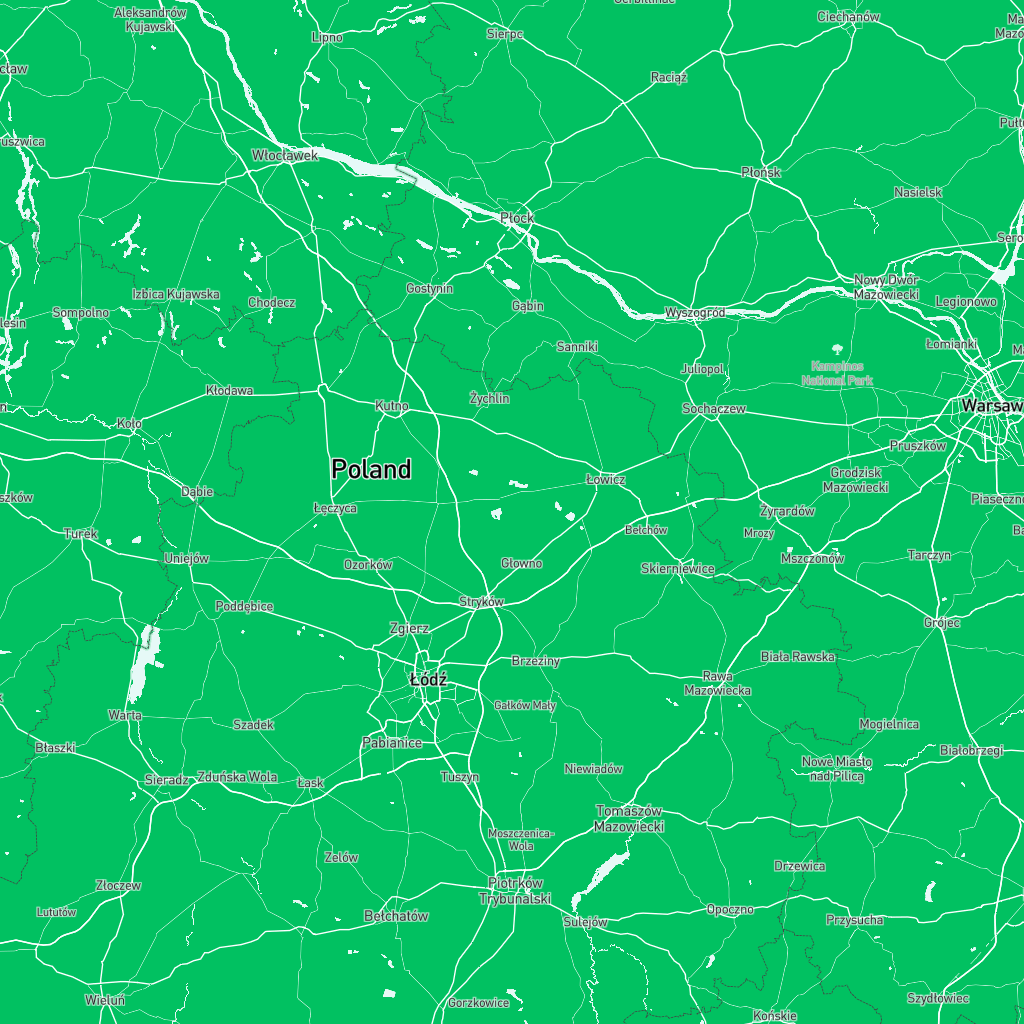 Aleksandrów
Kujawski
Lipno
Sierpc
Ciechanów
Raciąż
Włocławek
Płońsk
Nasielsk
Płock
Izbica Kujawska
Chodecz
Gostynin
Gąbin
Sompolno
Wyszogród
Nowy Dwór
Mazowiecki
Legionowo
Łomianki
Sanniki
Juliopol
Kampinos
National Park
Kłodawa
Kutno
Żychlin
Sochaczew
Warsaw
Koło
Pruszków
Poland
Łowicz
Grodzisk
Mazowiecki
Dąbie
Łęczyca
Żyrardów
Bełchów
Mrozy
Turek
Uniejów
Ozorków
Głowno
Skierniewice
Mszczonów
Tarczyn
Poddębice
Stryków
Zgierz
Grójec
Brzeziny
Biała Rawska
Łódź
Rawa
Mazowiecka
Gałków Mały
Warta
Szadek
Mogielnica
Błaszki
Pabianice
Białobrzegi
Sieradz
Zduńska Wola
Łask
Tuszyn
Niewiadów
Nowe Miasto
nad Pilicą
Tomaszów
Mazowiecki
Moszczenica-
Wola
Zelów
Drzewica
Złoczew
Piotrków
Trybunalski
Lututów
Bełchatów
Sulejów
Opoczno
Przysucha
Wieluń
Gorzkowice
Szydłowiec
Końskie